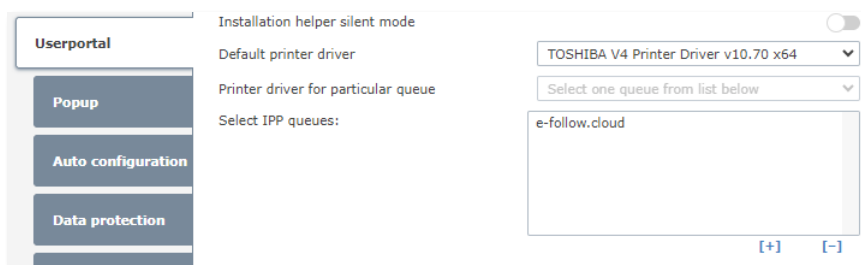 Installation helper silent mode
Userportal
Default printer driver
TOSHIBA V4 Printer Driver v10.70 x64
Printer driver for particular queue
Select one queue from list below
Popup
Select IPP queues:
e-follow.cloud
Auto configuration
Data protection
[+] [−]